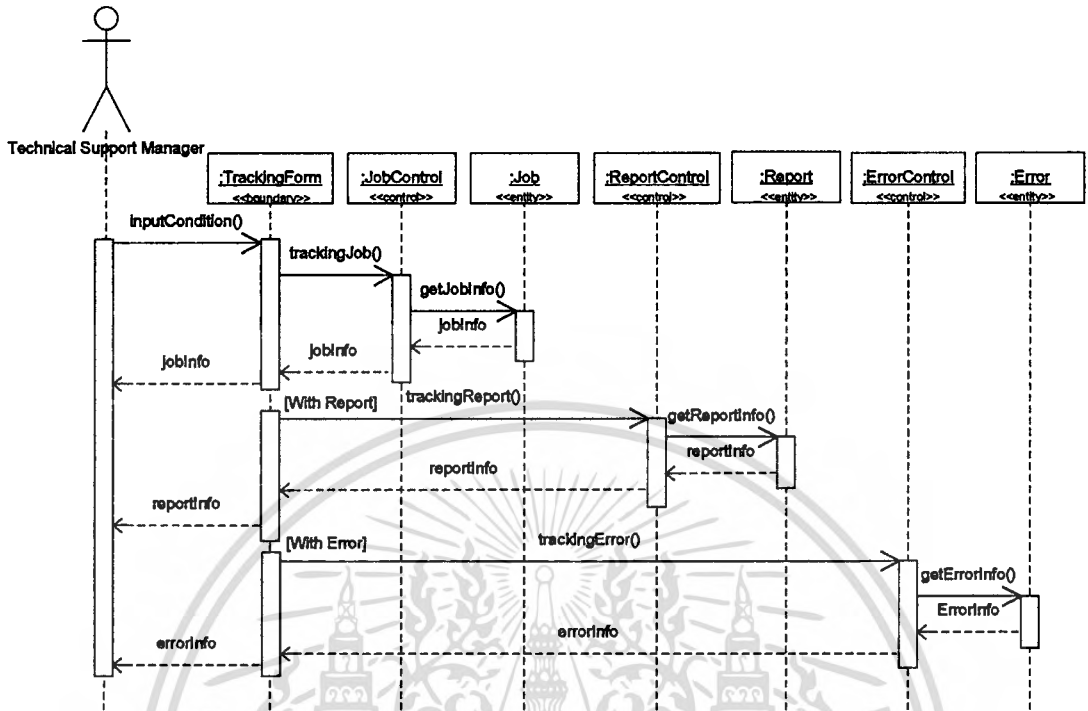 Technical Support Manager
:TrackingForm
<<boundary>>
:JobControl
<<control>>
:Job
<<entity>>
:ReportControl
<<control>>
:Report
<<entity>>
:ErrorControl
<<control>>
:Error
<<entity>>
inputCondition()
trackingJob()
getJobInfo()
jobInfo
jobInfo
jobInfo
[With Report]
trackingReport()
getReportInfo()
reportInfo
reportInfo
reportInfo
[With Error]
trackingError()
getErrorInfo()
ErrorInfo
errorInfo
errorInfo